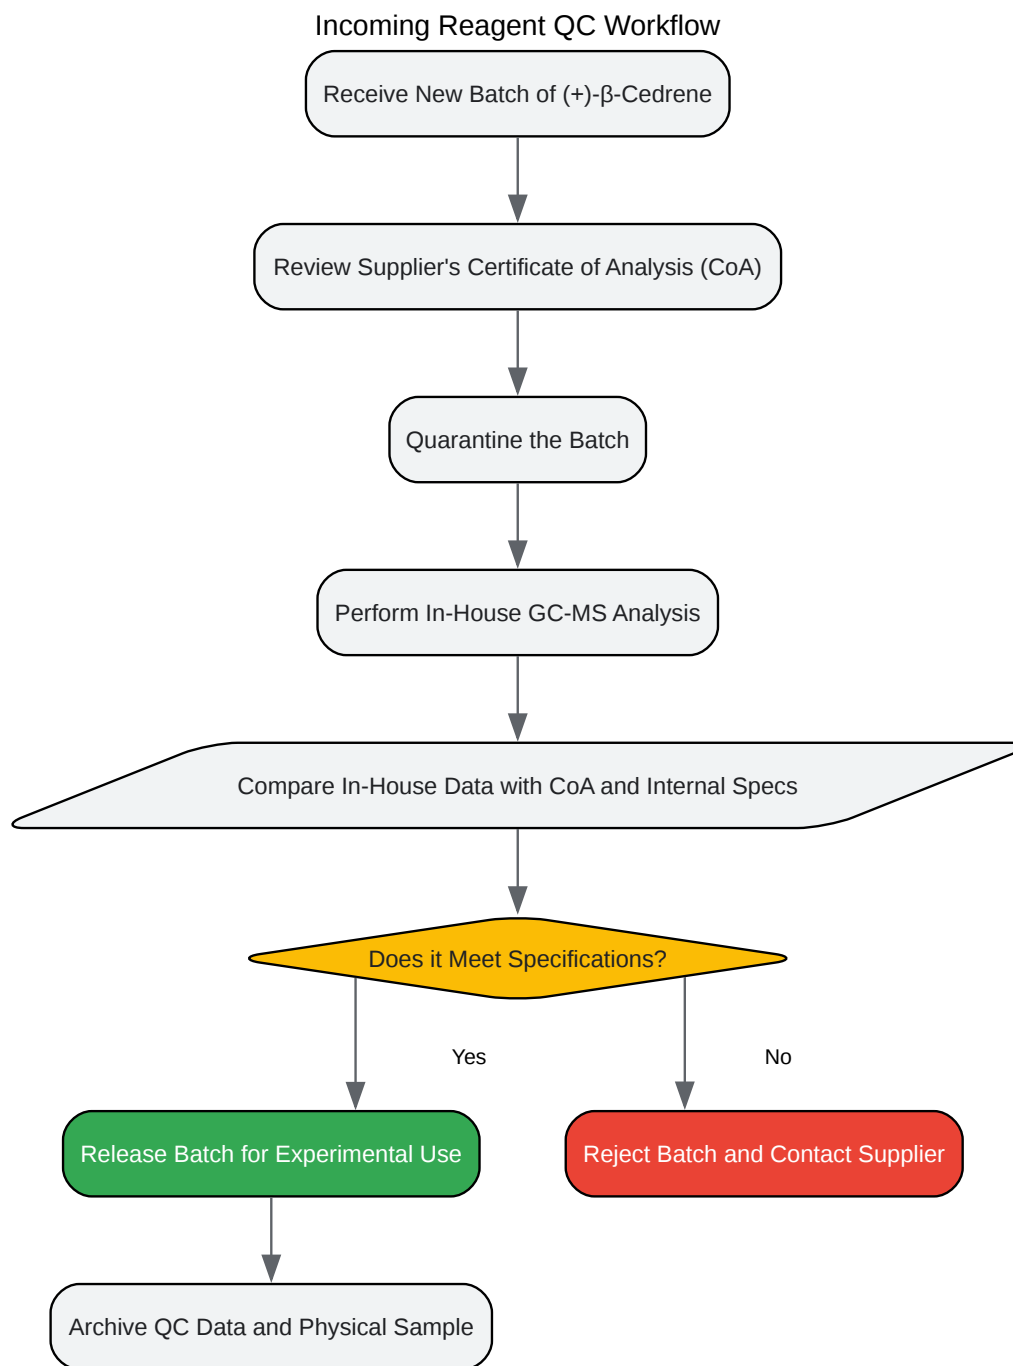 Incoming Reagent QC Workflow
Receive New Batch of (+)-β-Cedrene
Review Supplier's Certificate of Analysis (CoA)
Quarantine the Batch
Perform In-House GC-MS Analysis
Compare In-House Data with CoA and Internal Specs
Does it Meet Specifications?
Yes
No
Release Batch for Experimental Use
Reject Batch and Contact Supplier
Archive QC Data and Physical Sample